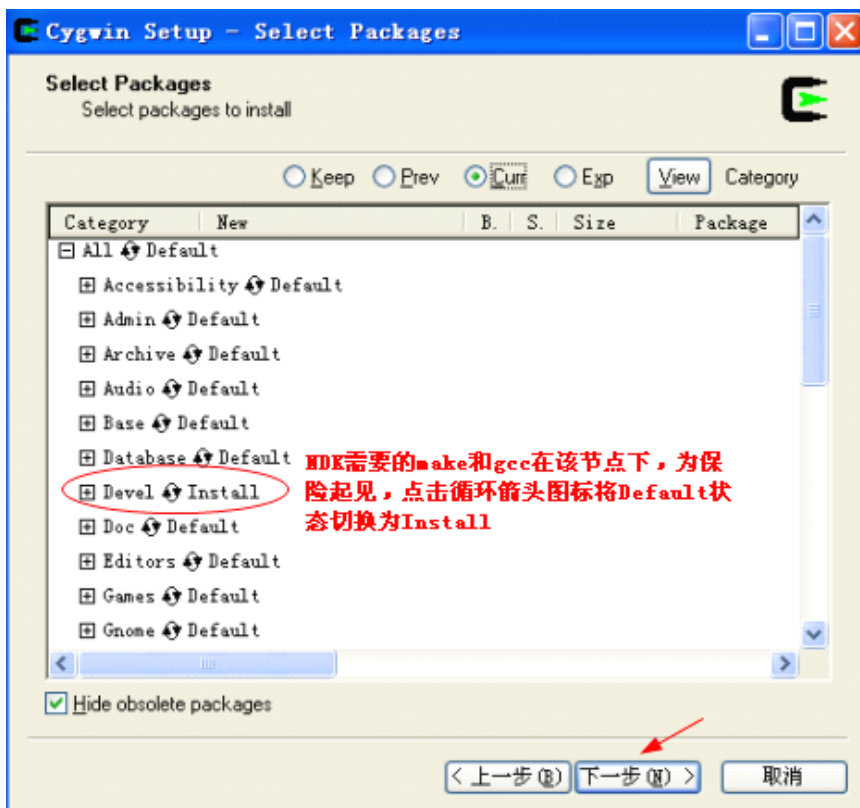 Cygwin Setup - Select Packages
Select Packages
Select packages to install
Keep Prev Curr Exp View Category
Category New B. S. Size Package
All Default
Accessibility Default
Admin Default
Archive Default
Audio Default
Base Default
Database Default
NDK需要的make和gcc在该节点下，为保
Devel Install
险起见，点击循环箭头图标将Default状
态切换为Install
Doc Default
Editors Default
Games Default
Gnome Default
Hide obsolete packages
< 上一步(B) 下一步(N) > 取消